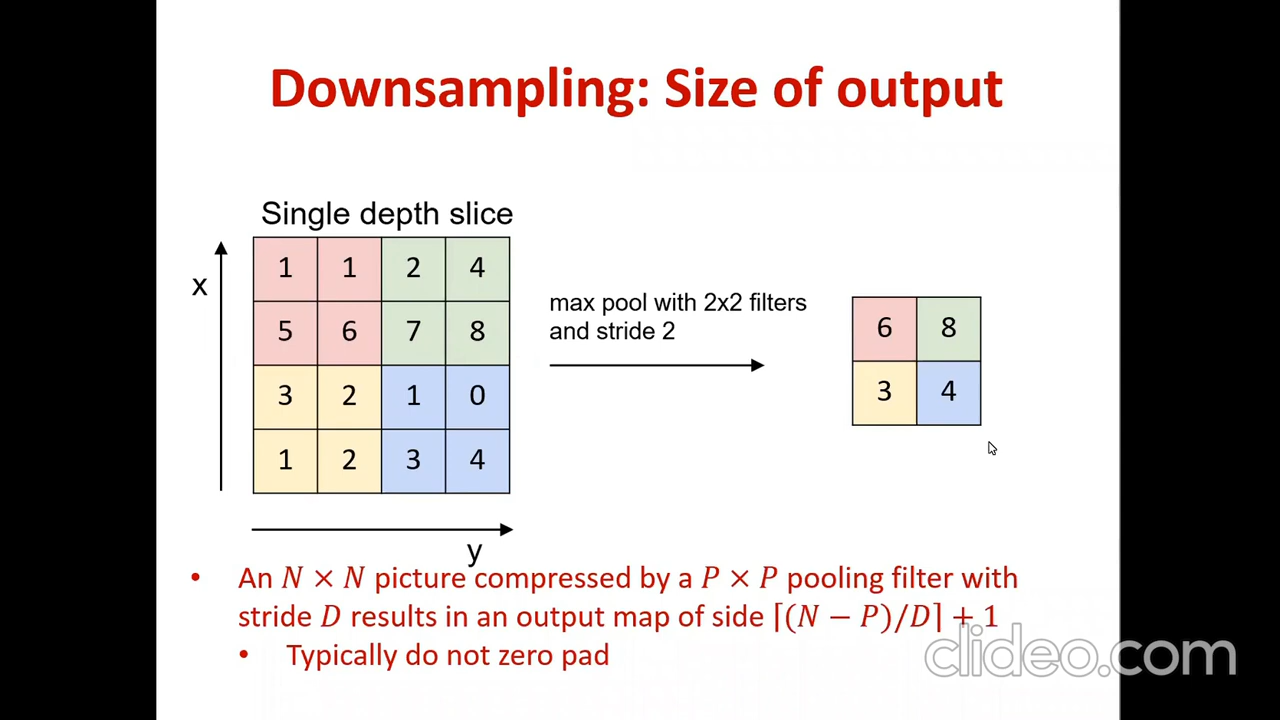 Downsampling: Size of output
Single depth slice
x
1 1 2 4
5 6 7 8
3 2 1 0
1 2 3 4
y
max pool with 2x2 filters
and stride 2
6 8
3 4
• An N × N picture compressed by a P × P pooling filter with
stride D results in an output map of side ⌈(N − P)/D⌉ + 1
• Typically do not zero pad
clideo.com